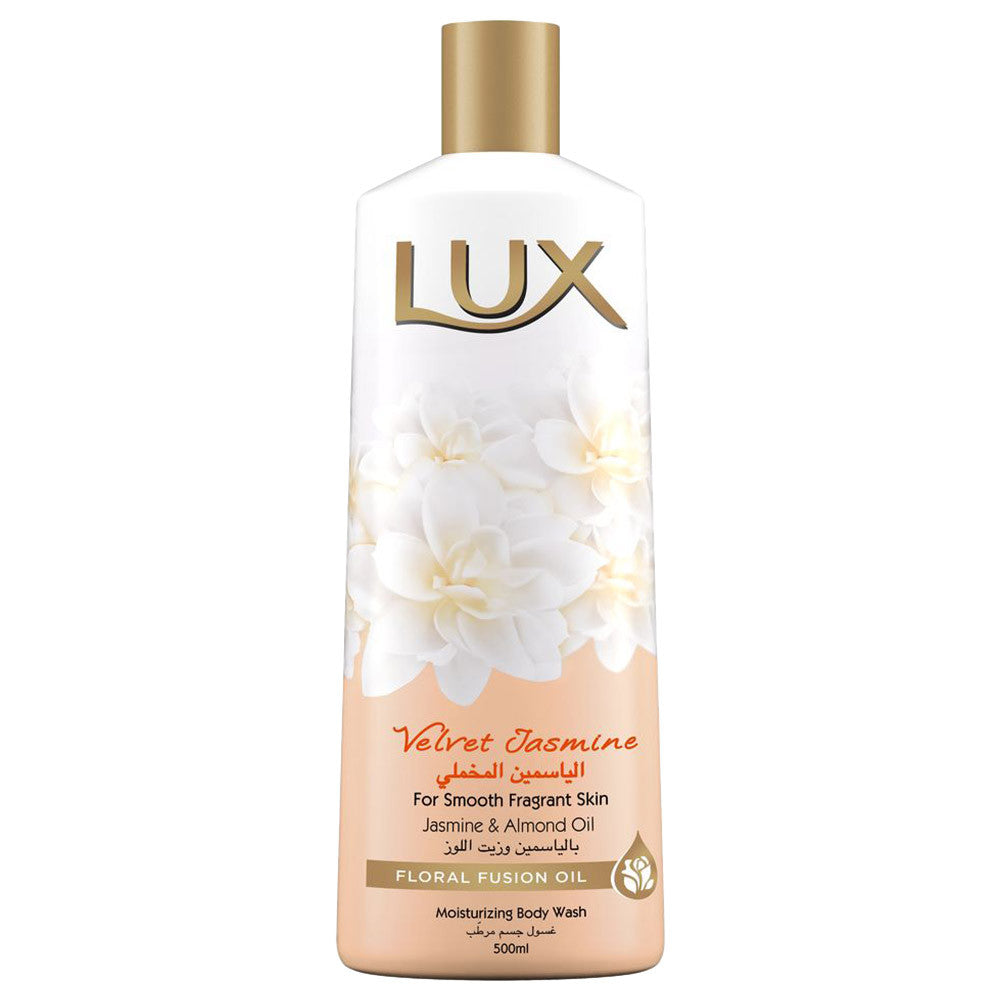 LUX
Velvet Jasmine
الياسمين المخملي
For Smooth Fragrant Skin
Jasmine & Almond Oil
بالياسمين وزيت اللوز
FLORAL FUSION OIL
Moisturizing Body Wash
غسول جسم مرطّب
500ml